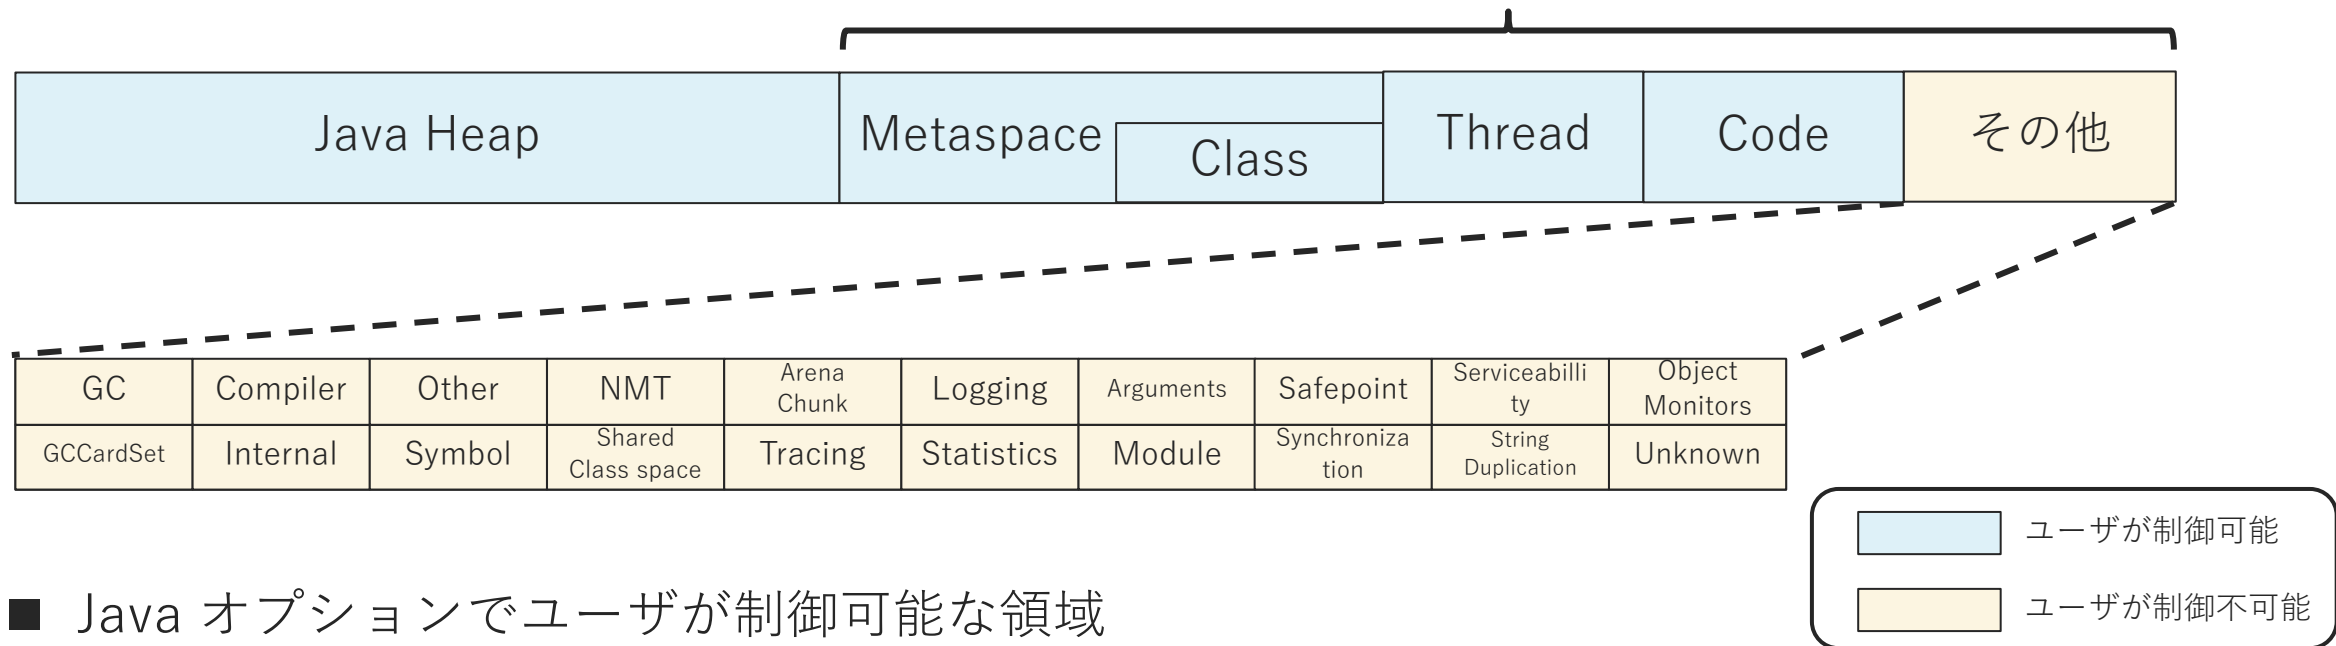 Java Heap
Metaspace
Class
Thread
Code
その他
GC
Compiler
Other
NMT
Arena
Chunk
Logging
Arguments
Safepoint
Serviceabilli
ty
Object
Monitors
GCCardSet
Internal
Symbol
Shared
Class space
Tracing
Statistics
Module
Synchroniza
tion
String
Duplication
Unknown
ユーザが制御可能
ユーザが制御不可能
■ Java オプションでユーザが制御可能な領域